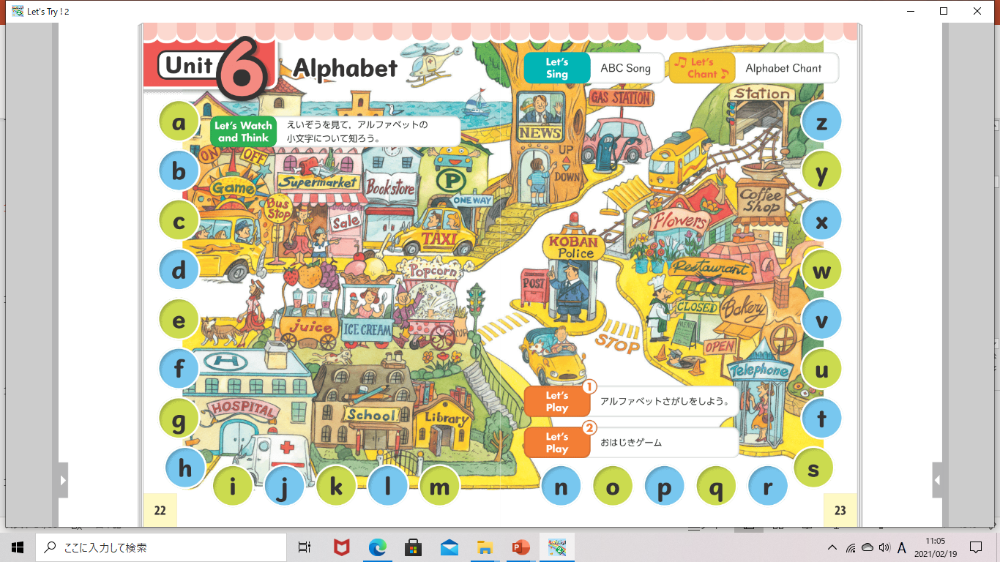 Let's Try ! 2
Unit 6 Alphabet
Let's Sing
ABC Song
Let's Chant
Alphabet Chant
Let's Watch and Think
えいぞうを見て，アルファベットの
小文字について知ろう。
a
b
c
d
e
f
g
h
i
j
k
l
m
n
o
p
q
r
s
t
u
v
w
x
y
z
ON
OFF
Game
Supermarket
Bookstore
P
ONE WAY
Bus Stop
Sale
TAXI
NEWS
UP
DOWN
GAS STATION
Station
Coffee Shop
Flowers
KOBAN
Police
POST
Restaurant
CLOSED
MENU
Bakery
OPEN
Telephone
STOP
Popcorn
juice
ICE CREAM
H
HOSPITAL
School
Library
1
Let's Play
アルファベットさがしをしよう。
2
Let's Play
おはじきゲーム
22
23
ここに入力して検索
A
11:05
2021/02/19